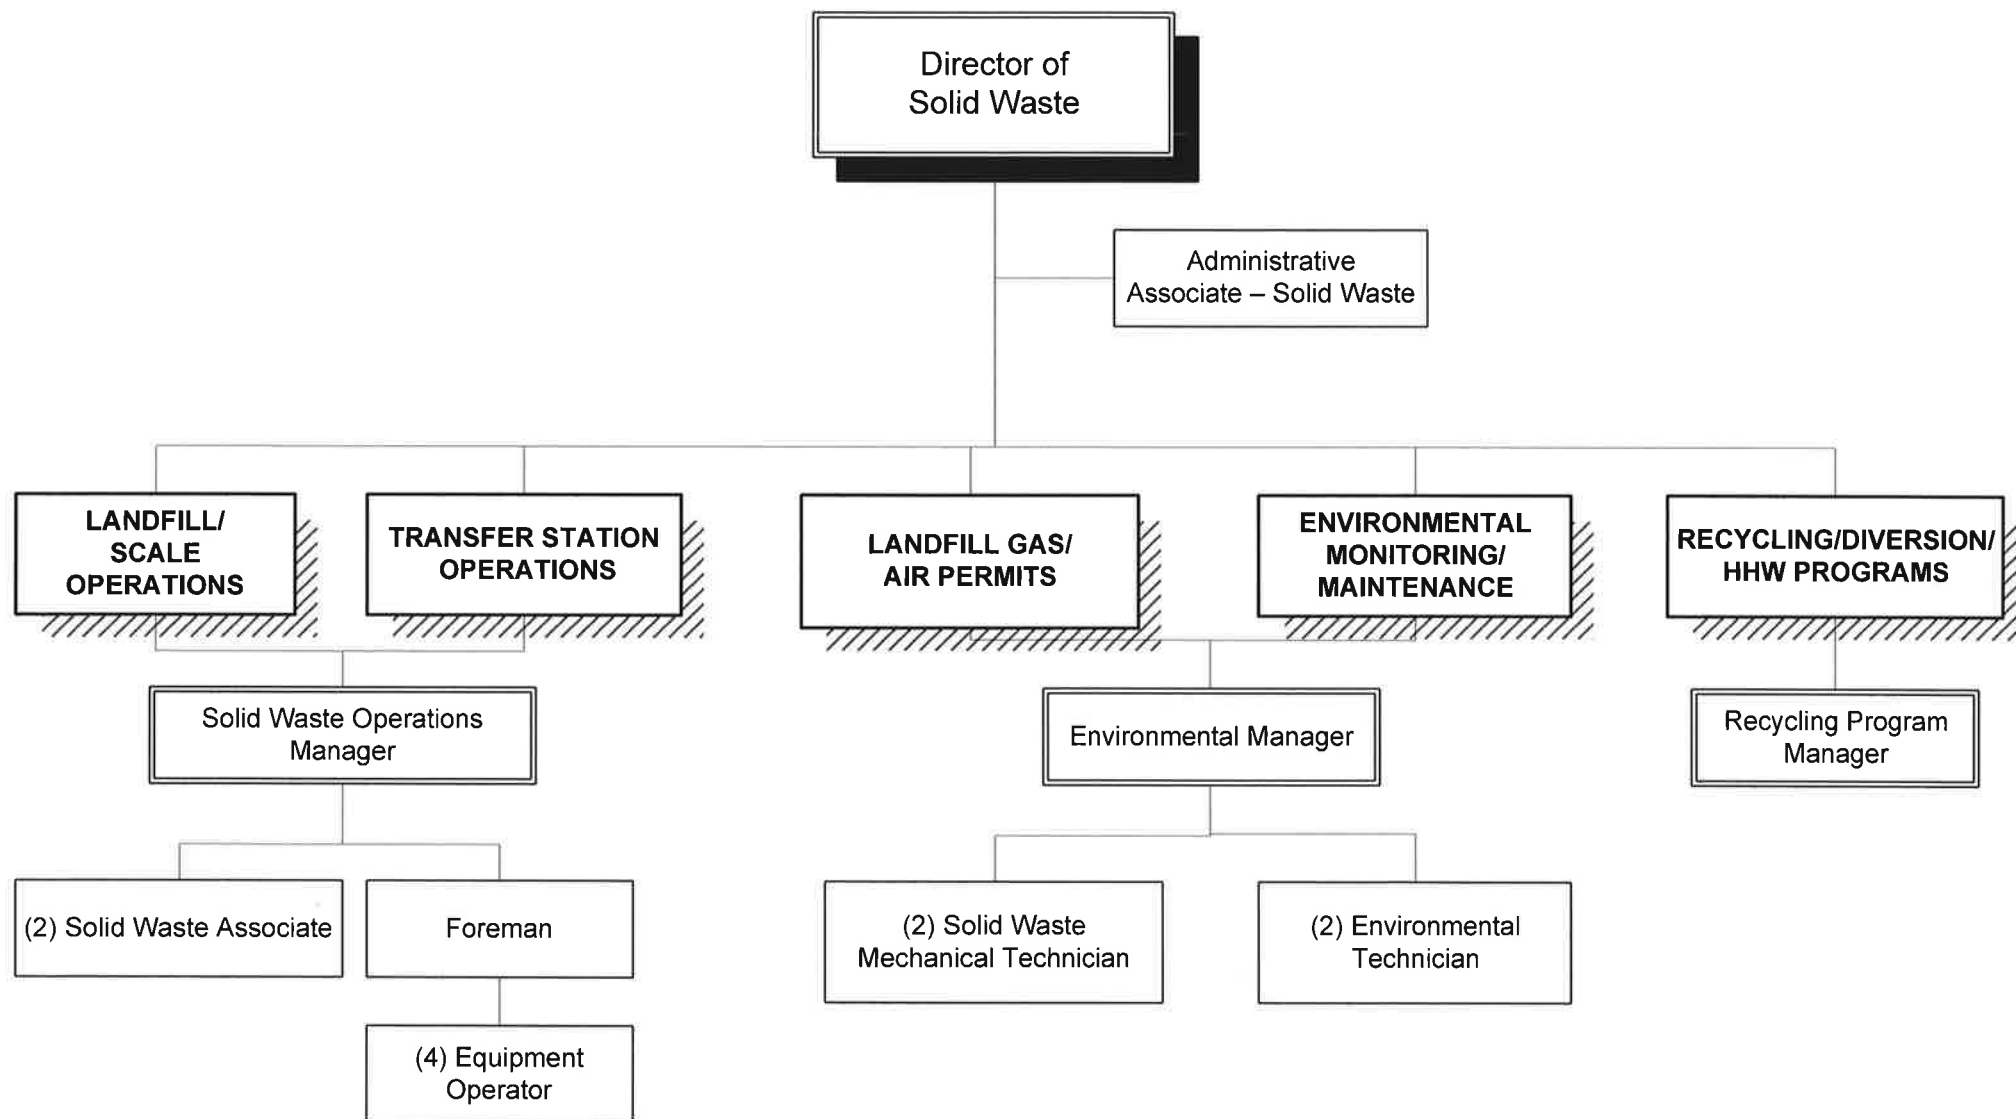 Director of
Solid Waste
Administrative
Associate – Solid Waste
LANDFILL/
SCALE
OPERATIONS
TRANSFER STATION
OPERATIONS
LANDFILL GAS/
AIR PERMITS
ENVIRONMENTAL
MONITORING/
MAINTENANCE
RECYCLING/DIVERSION/
HHW PROGRAMS
Solid Waste Operations
Manager
Environmental Manager
Recycling Program
Manager
(2) Solid Waste Associate
Foreman
(2) Solid Waste
Mechanical Technician
(2) Environmental
Technician
(4) Equipment
Operator